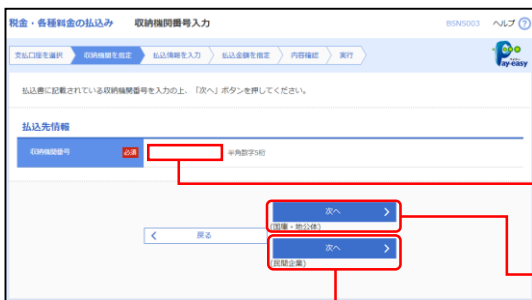 税金・各種料金の払込み 収納機関番号入力 BSNS003 ヘルプ ?
支払口座を選択 収納機関を指定 払込情報を入力 払込金額を指定 内容確認 実行 Pay-easy
払込書に記載されている収納機関番号を入力の上、「次へ」ボタンを押してください。
払込先情報
収納機関番号 必須 半角数字5桁
次へ
(国庫・地公体)
戻る
次へ
(民間企業)